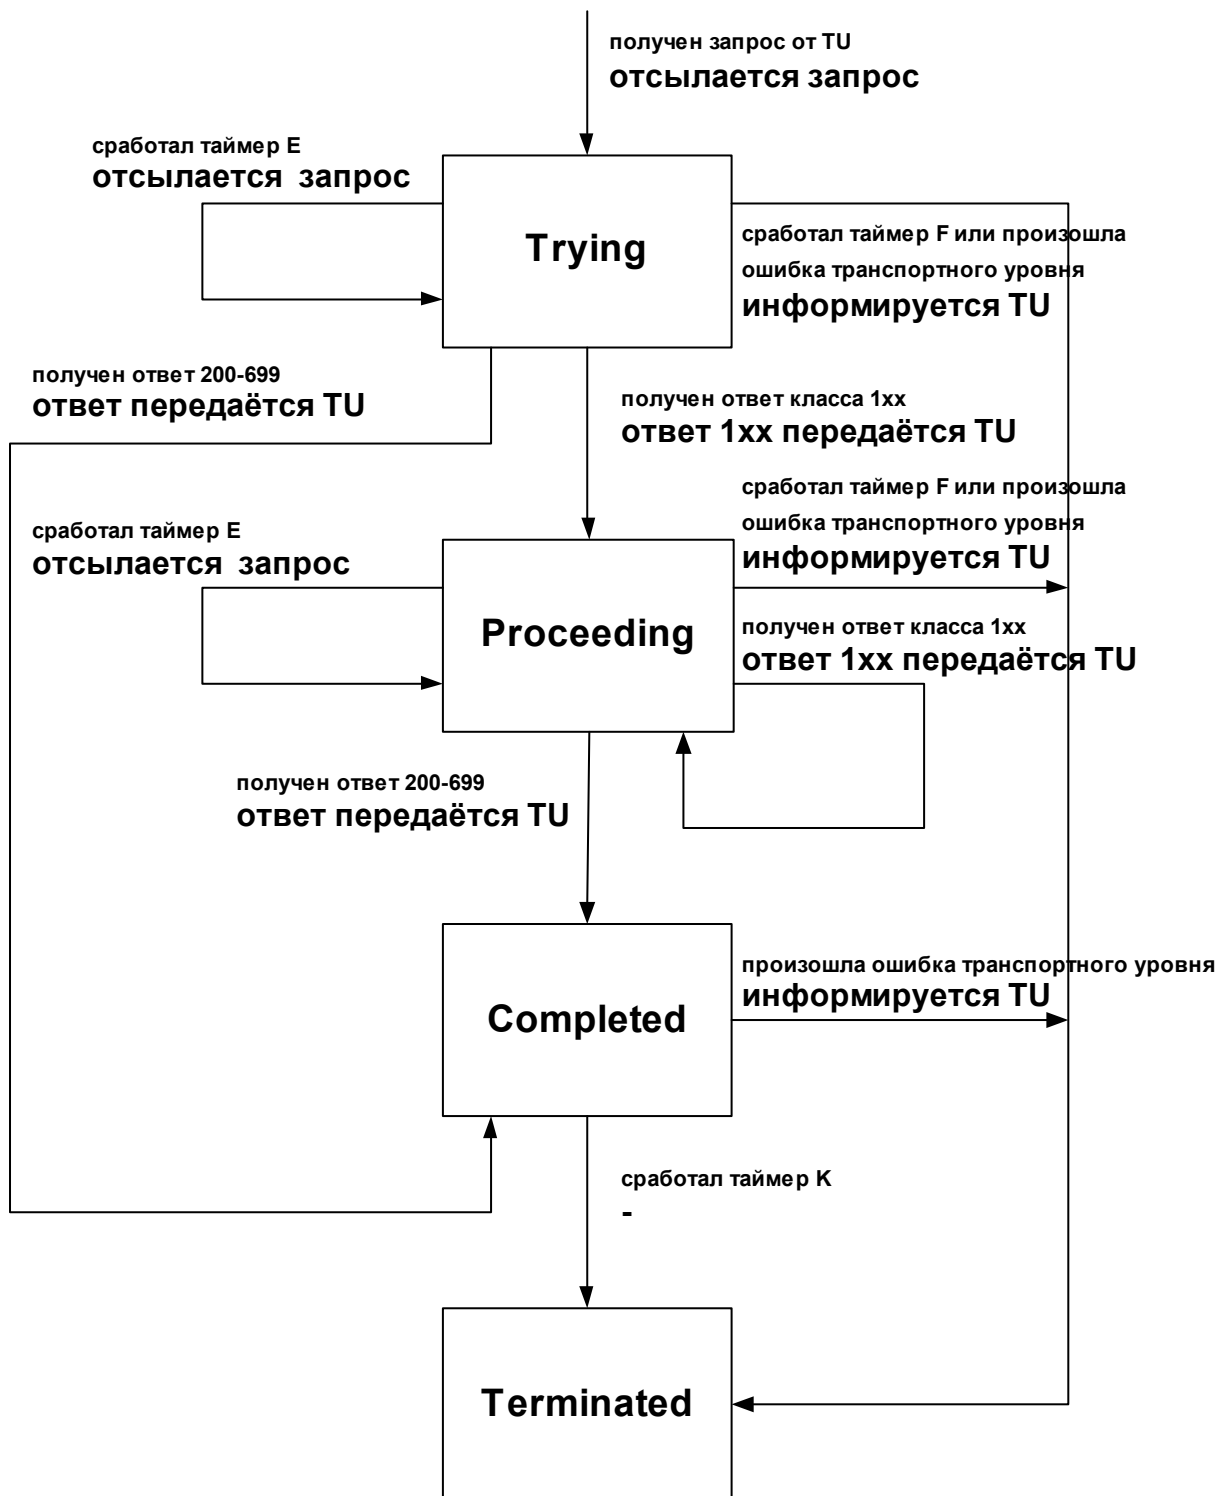 получен запрос от TU
отсылается запрос
сработал таймер E
отсылается запрос
Trying
сработал таймер F или произошла
ошибка транспортного уровня
информируется TU
получен ответ 200-699
ответ передаётся TU
получен ответ класса 1xx
ответ 1xx передаётся TU
сработал таймер F или произошла
ошибка транспортного уровня
информируется TU
сработал таймер E
отсылается запрос
Proceeding
получен ответ класса 1xx
ответ 1xx передаётся TU
получен ответ 200-699
ответ передаётся TU
произошла ошибка транспортного уровня
информируется TU
Completed
сработал таймер K
-
Terminated